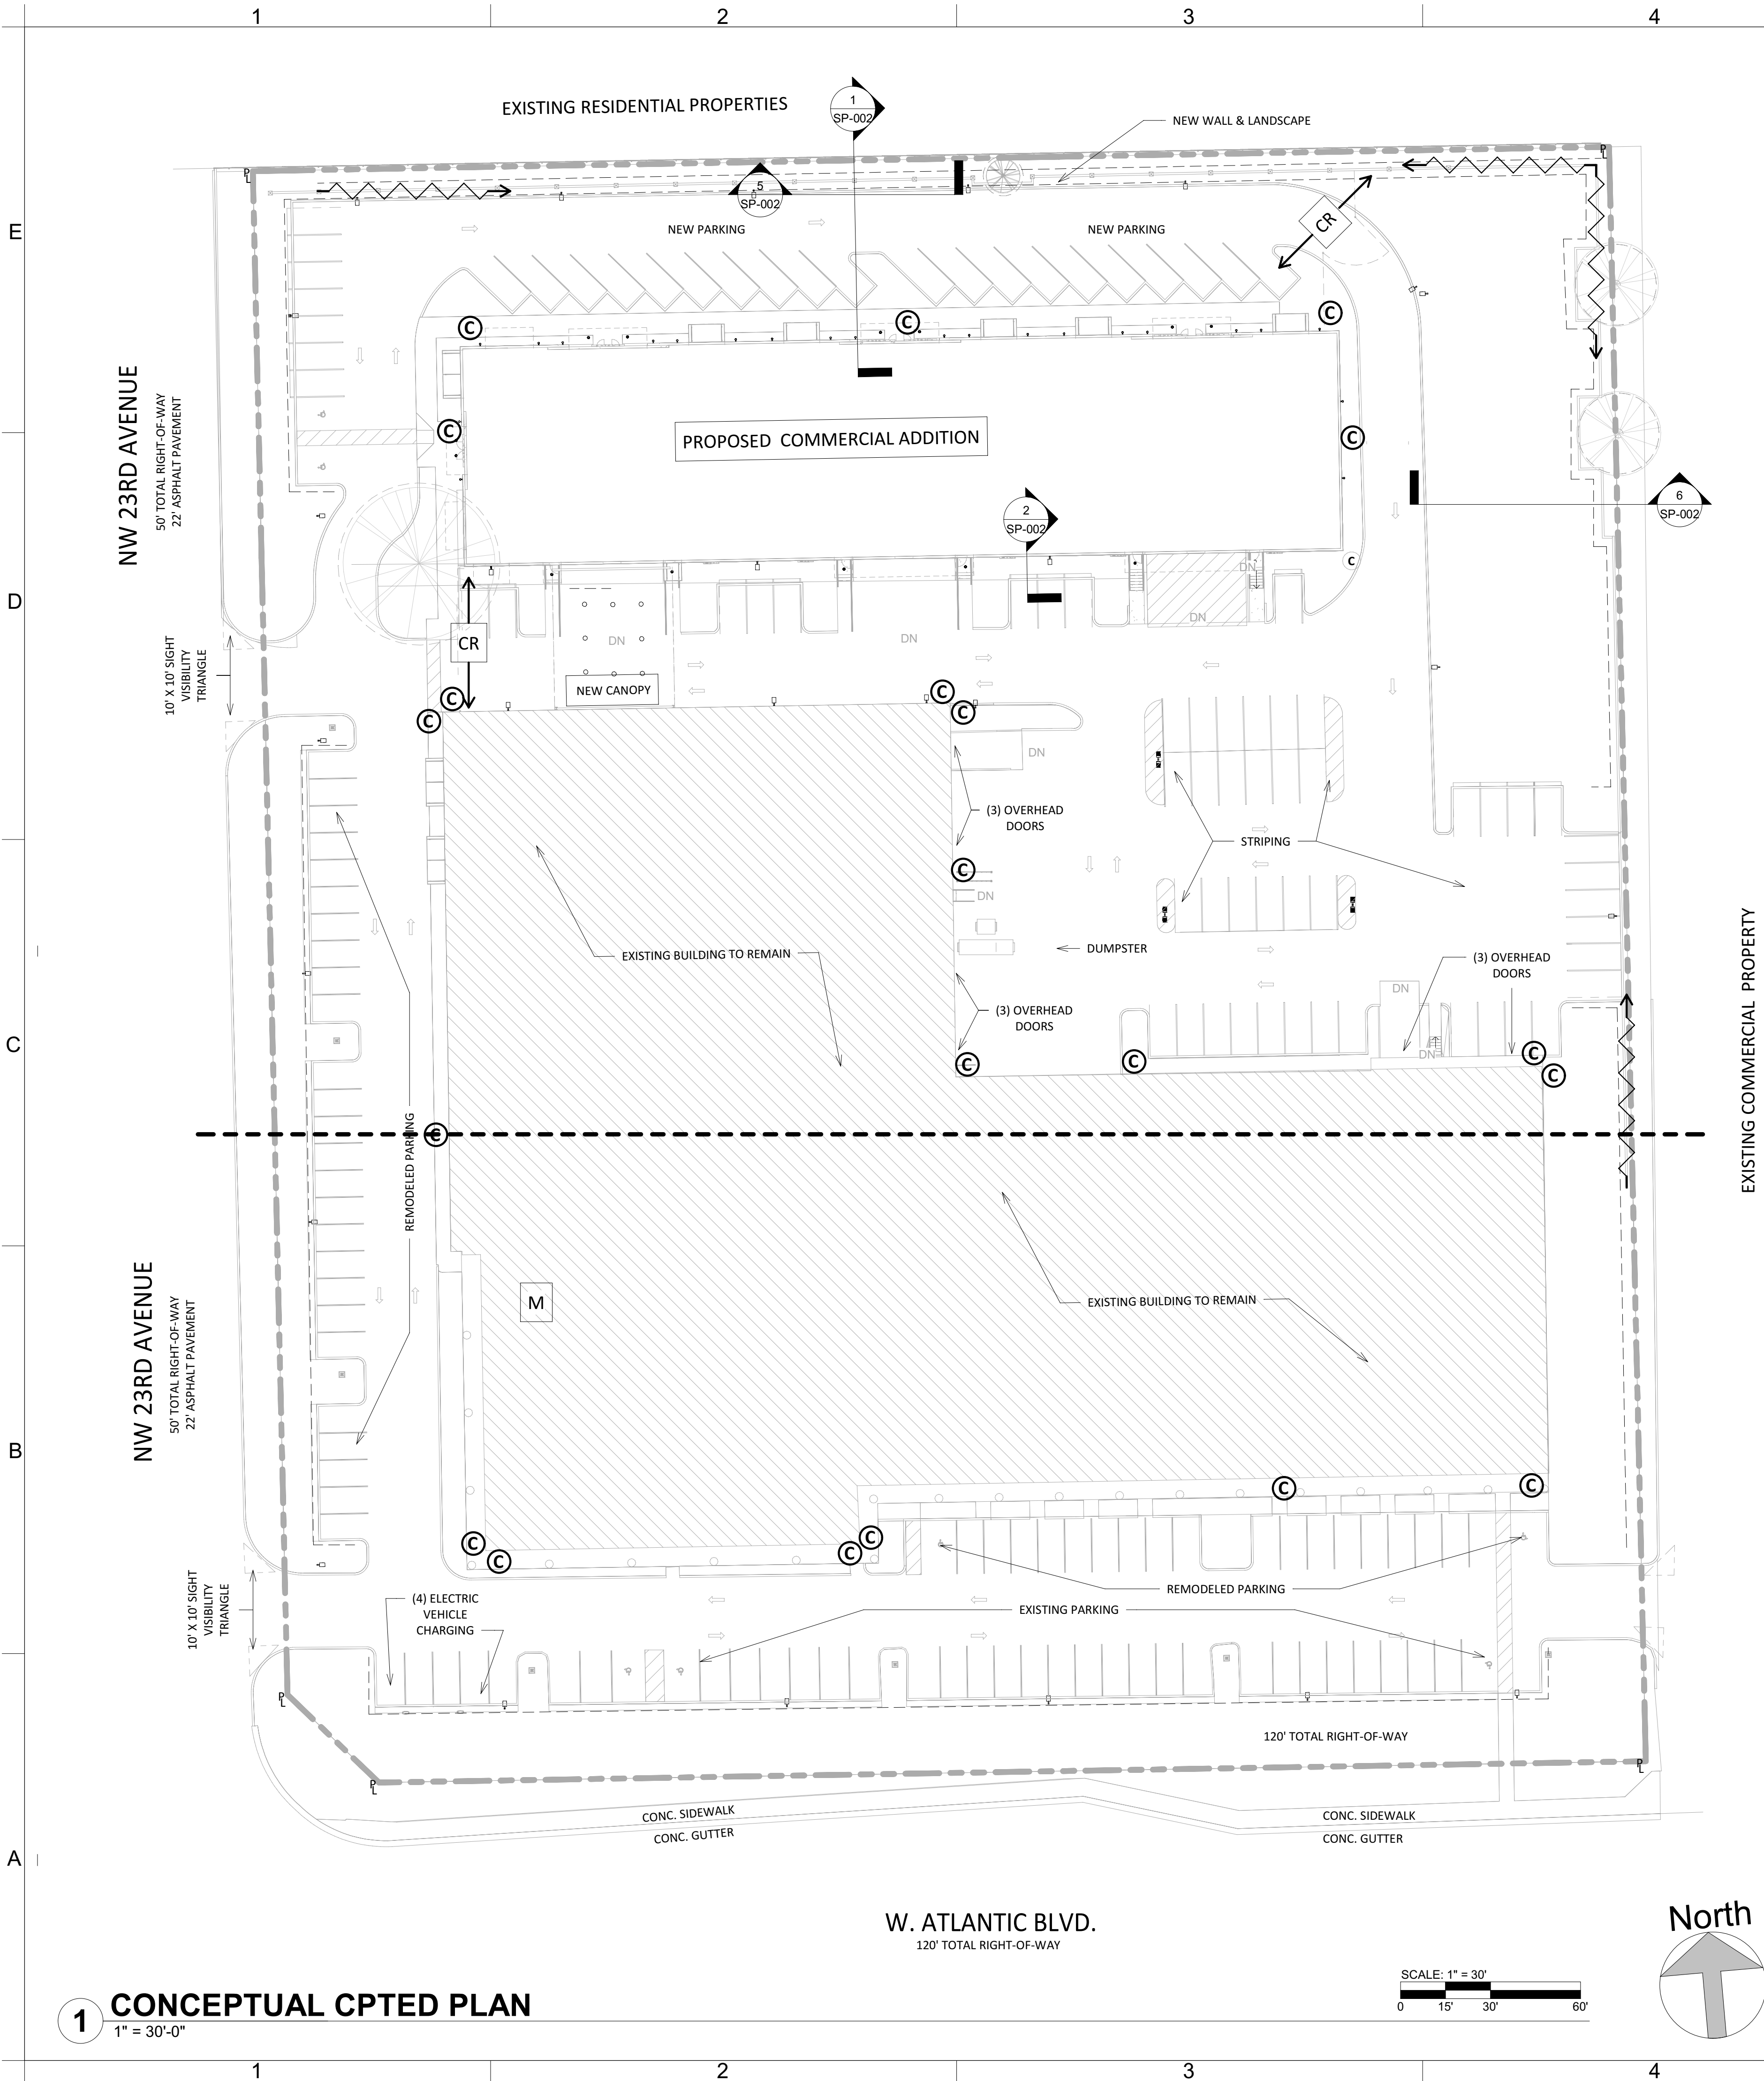 1 2 3 4
EXISTING RESIDENTIAL PROPERTIES
1
SP-002
NEW WALL & LANDSCAPE
PL
PL
5
SP-002
E
NEW PARKING
NEW PARKING
CR
C
C
C
NW 23RD AVENUE
50' TOTAL RIGHT-OF-WAY
22' ASPHALT PAVEMENT
C
PROPOSED COMMERCIAL ADDITION
C
2
SP-002
6
SP-002
C
DN
D
DN
DN
DN
CR
10' X 10' SIGHT
VISIBILITY
TRIANGLE
NEW CANOPY
C
C
C
C
DN
(3) OVERHEAD
DOORS
STRIPING
C
DN
EXISTING BUILDING TO REMAIN
DUMPSTER
(3) OVERHEAD
DOORS
DN
(3) OVERHEAD
DOORS
EXISTING COMMERCIAL PROPERTY
C
DN
C
C
C
C
C
REMODELED PARKING
NW 23RD AVENUE
50' TOTAL RIGHT-OF-WAY
22' ASPHALT PAVEMENT
M
EXISTING BUILDING TO REMAIN
B
C
C
C
C
C
C
10' X 10' SIGHT
VISIBILITY
TRIANGLE
(4) ELECTRIC
VEHICLE
CHARGING
REMODELED PARKING
EXISTING PARKING
PL
120' TOTAL RIGHT-OF-WAY
PL
PL
CONC. SIDEWALK
CONC. GUTTER
CONC. SIDEWALK
CONC. GUTTER
A
W. ATLANTIC BLVD.
120' TOTAL RIGHT-OF-WAY
North
SCALE: 1" = 30'
0 15' 30' 60'
1 CONCEPTUAL CPTED PLAN
1" = 30'-0"
1 2 3 4